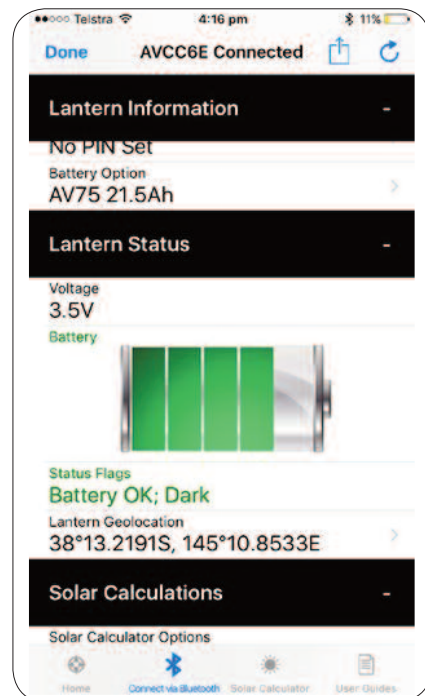 Telstra 4:16 pm 11%
Done AVCC6E Connected
Lantern Information -
No PIN Set
Battery Option
AV75 21.5Ah
Lantern Status -
Voltage
3.5V
Battery
Status Flags
Battery OK; Dark
Lantern Geolocation
38°13.2191S, 145°10.8533E
Solar Calculations -
Solar Calculator Options
Home Connect via Bluetooth Solar Calculator User Guides